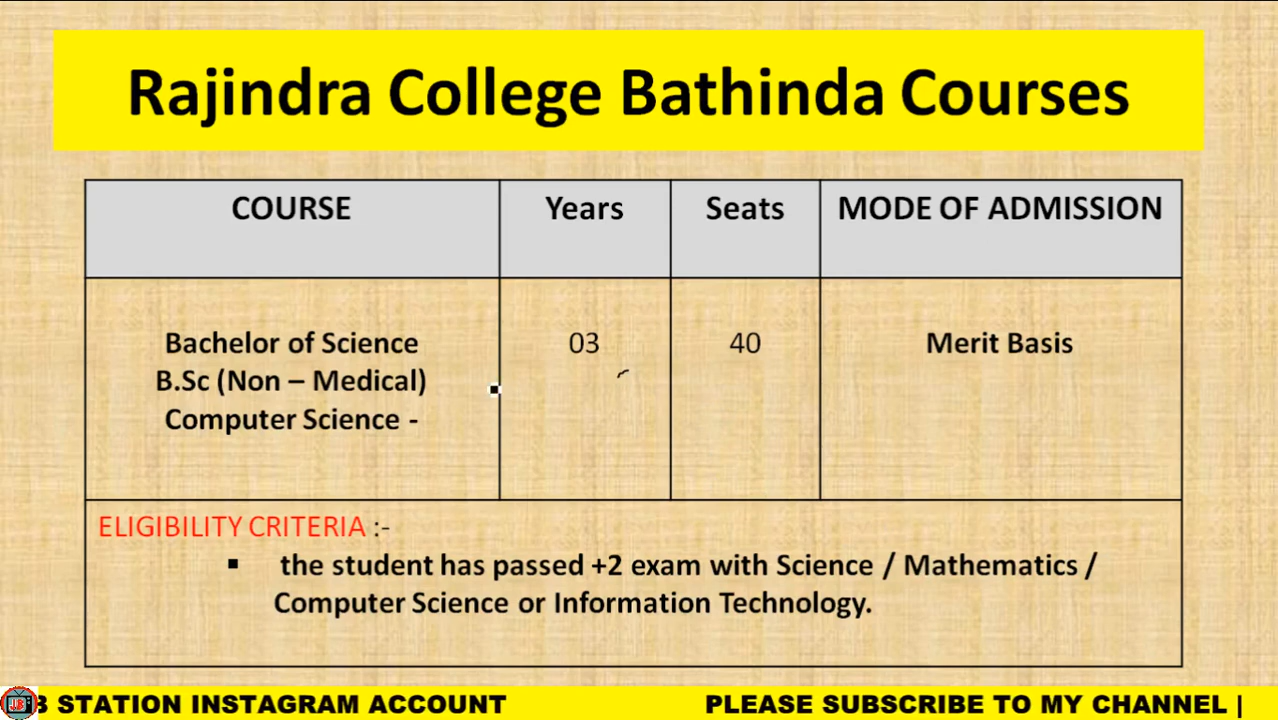 Rajindra College Bathinda Courses
COURSE Years Seats MODE OF ADMISSION
Bachelor of Science 03 40 Merit Basis
B.Sc (Non – Medical)
Computer Science -
ELIGIBILITY CRITERIA :-
▪ the student has passed +2 exam with Science / Mathematics /
Computer Science or Information Technology.
B STATION INSTAGRAM ACCOUNT PLEASE SUBSCRIBE TO MY CHANNEL |